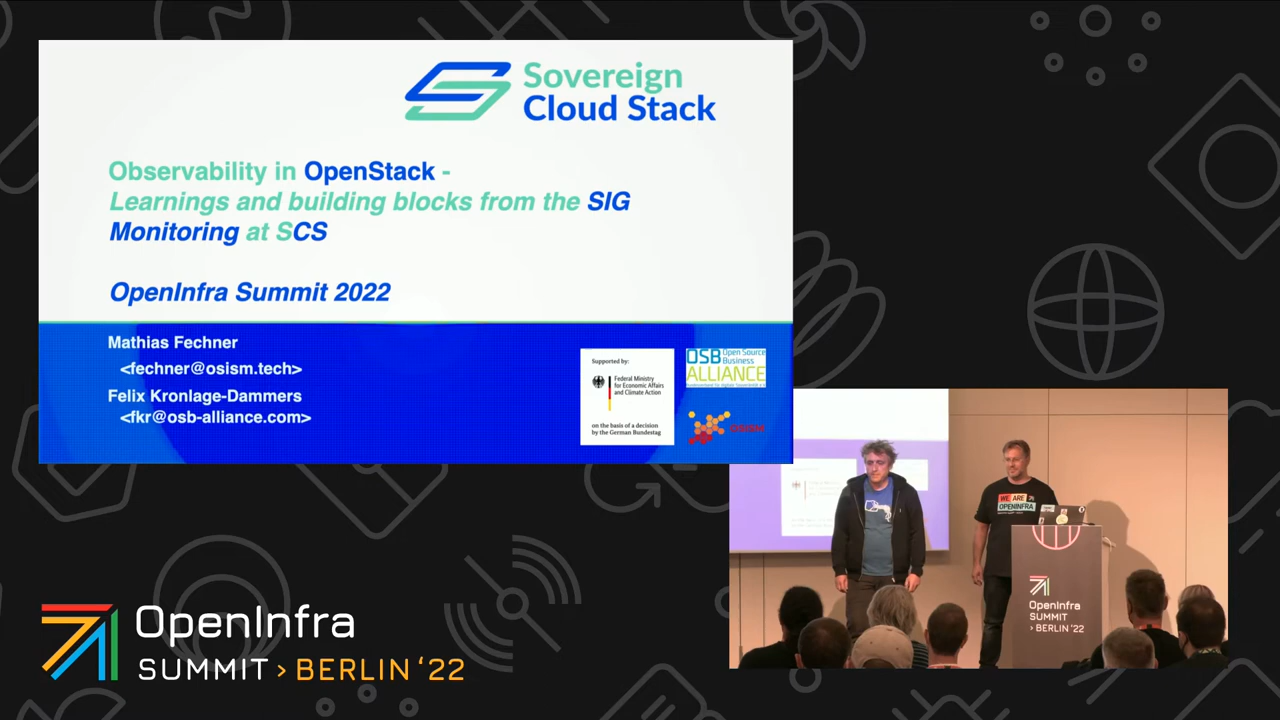 Sovereign
Cloud Stack
Observability in OpenStack -
Learnings and building blocks from the SIG
Monitoring at SCS
OpenInfra Summit 2022
Mathias Fechner
<fechner@osism.tech>
Felix Kronlage-Dammers
<fkr@osb-alliance.com>
Supported by:
Federal Ministry
for Economic Affairs
and Climate Action
on the basis of a decision
by the German Bundestag
OSB Open Source
Business
ALLIANCE
OSISM
WE ARE
OPENINFRA
OpenInfra
SUMMIT
> BERLIN '22
OpenInfra
SUMMIT > BERLIN '22